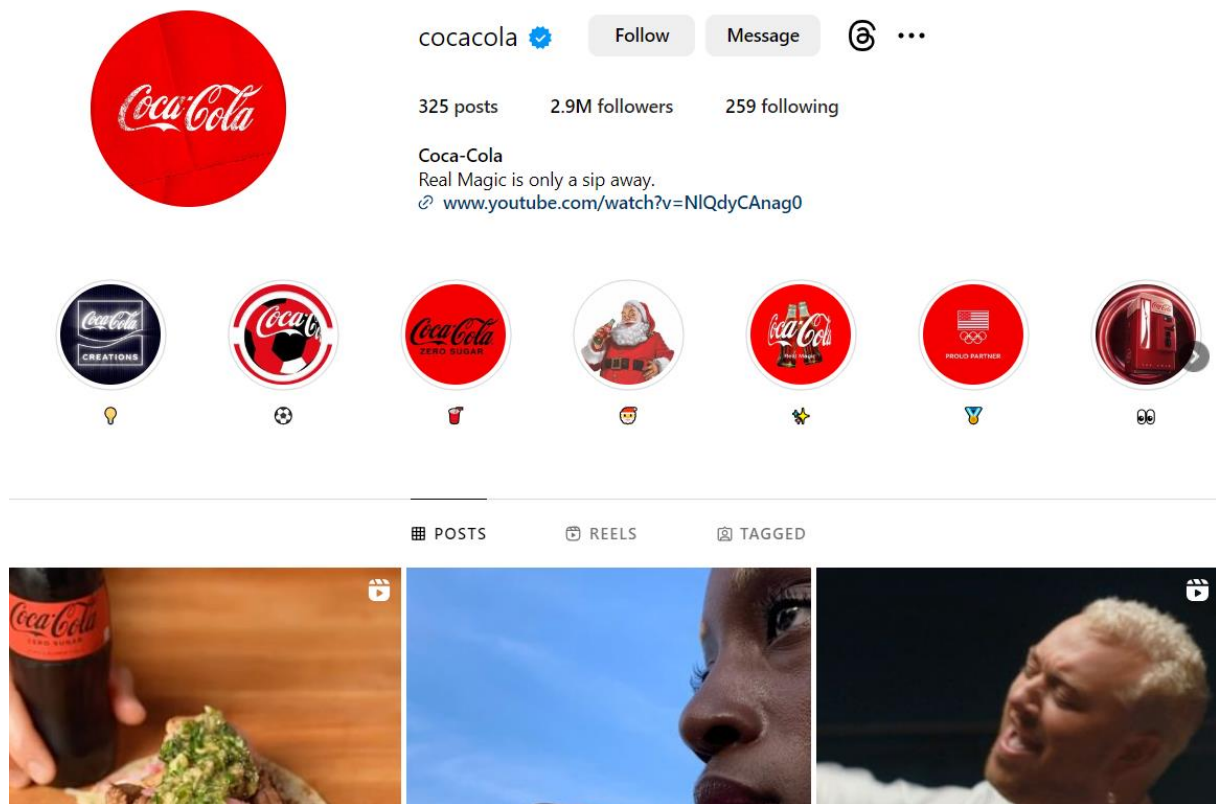 Coca-Cola
cocacola
Follow
Message
325 posts
2.9M followers
259 following
Coca-Cola
Real Magic is only a sip away.
www.youtube.com/watch?v=NlQdyCAnag0
Coca-Cola
CREATIONS
Coca-Cola
ZERO SUGAR
Coca-Cola
Real Magic
PROUD PARTNER
POSTS
REELS
TAGGED
Coca-Cola
ZERO SUGAR